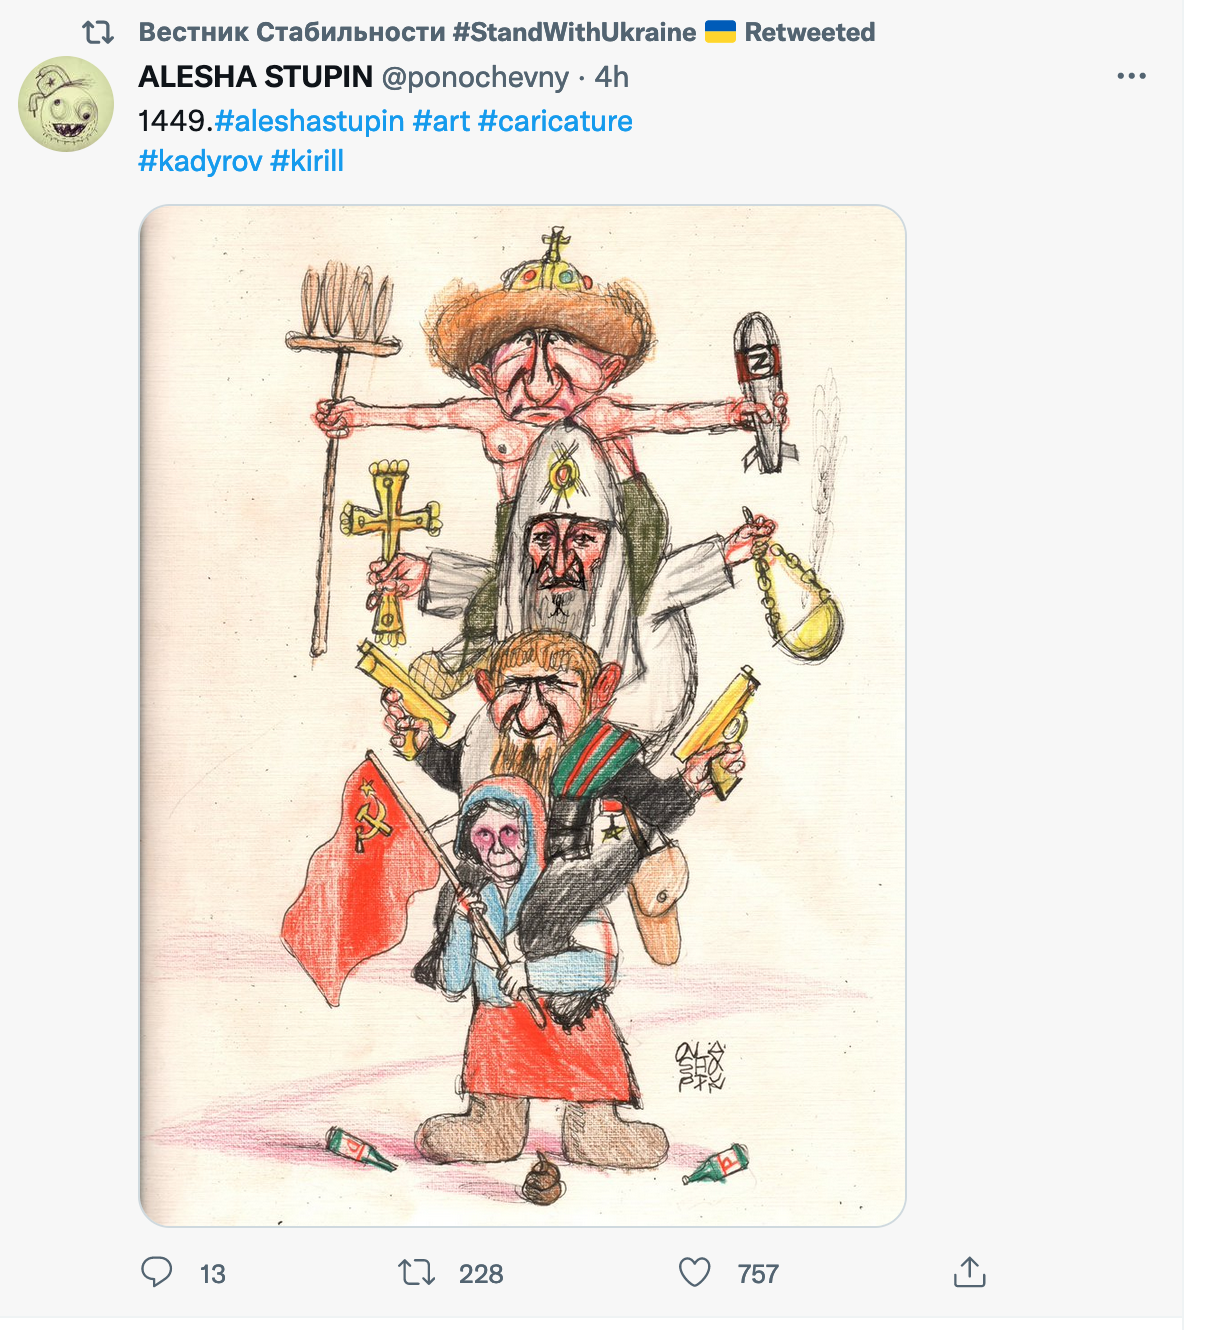 Вестник Стабильности #StandWithUkraine 🇺🇦 Retweeted
ALESHA STUPIN @ponochevny · 4h
1449.#aleshastupin #art #caricature
#kadyrov #kirill
Z
13
228
757